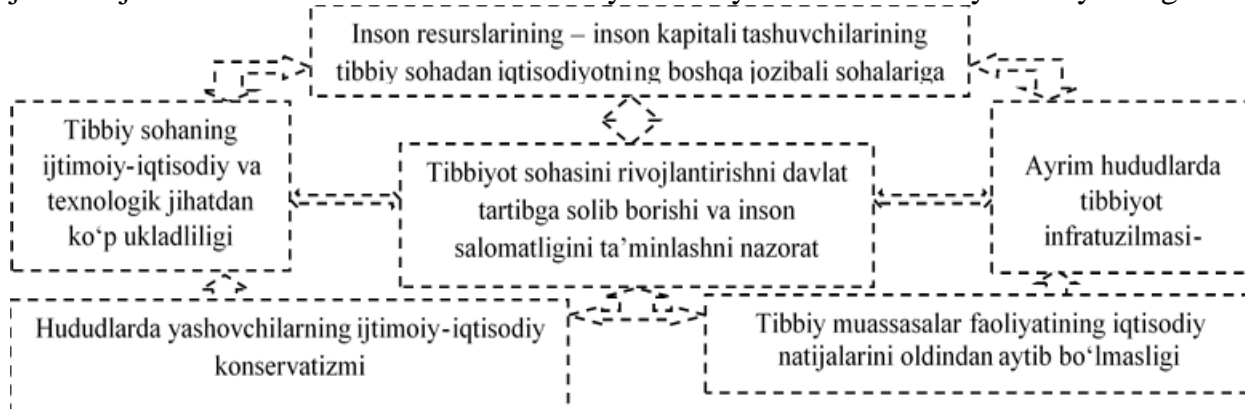 Inson resurslarining – inson kapitali tashuvchilarining
tibbiy sohadan iqtisodiyotning boshqa jozibali sohalariga
Tibbiy sohaning
ijtimoiy-iqtisodiy va
texnologik jihatdan
ko‘p ukladliligi
Tibbiyot sohasini rivojlantirishni davlat
tartibga solib borishi va inson
salomatligini ta’minlashni nazorat
Ayrim hududlarda
tibbiyot
infratuzilmasi-
Hududlarda yashovchilarning ijtimoiy-iqtisodiy
konservatizmi
Tibbiy muassasalar faoliyatining iqtisodiy
natijalarini oldindan aytib bo‘lmasligi